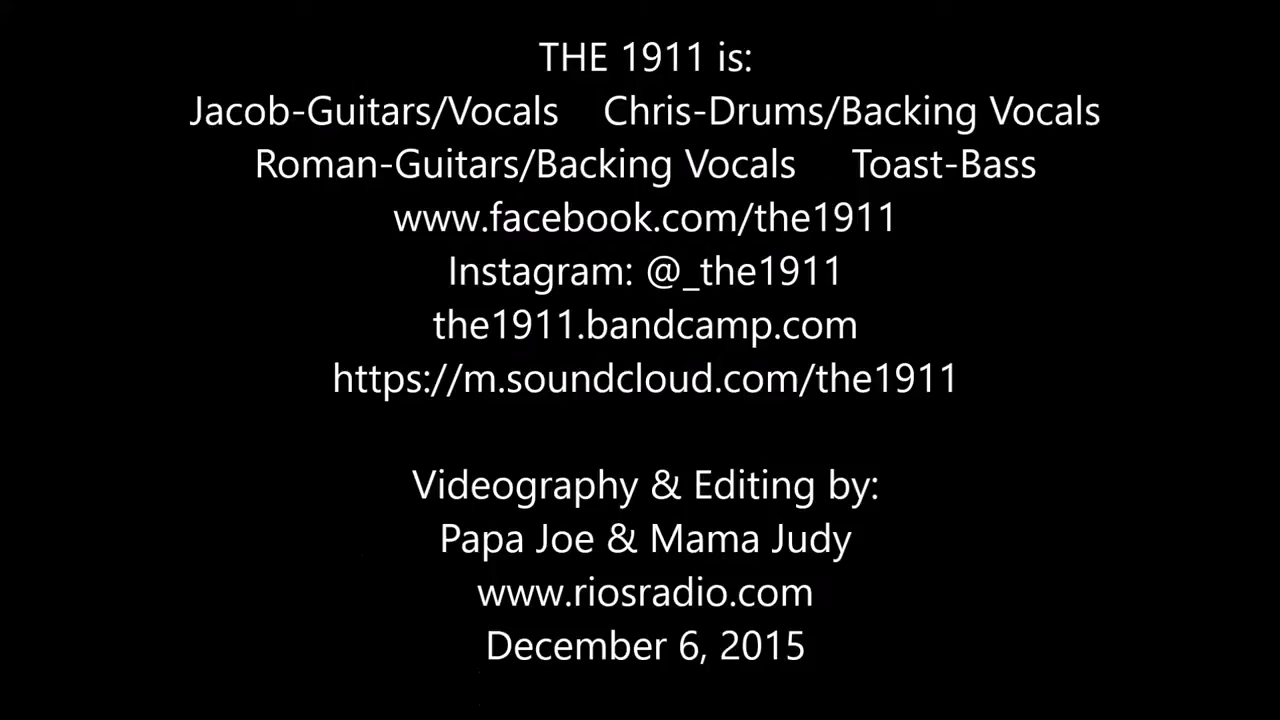 THE 1911 is:
Jacob-Guitars/Vocals Chris-Drums/Backing Vocals
Roman-Guitars/Backing Vocals Toast-Bass
www.facebook.com/the1911
Instagram: @_the1911
the1911.bandcamp.com
https://m.soundcloud.com/the1911
Videography & Editing by:
Papa Joe & Mama Judy
www.riosradio.com
December 6, 2015